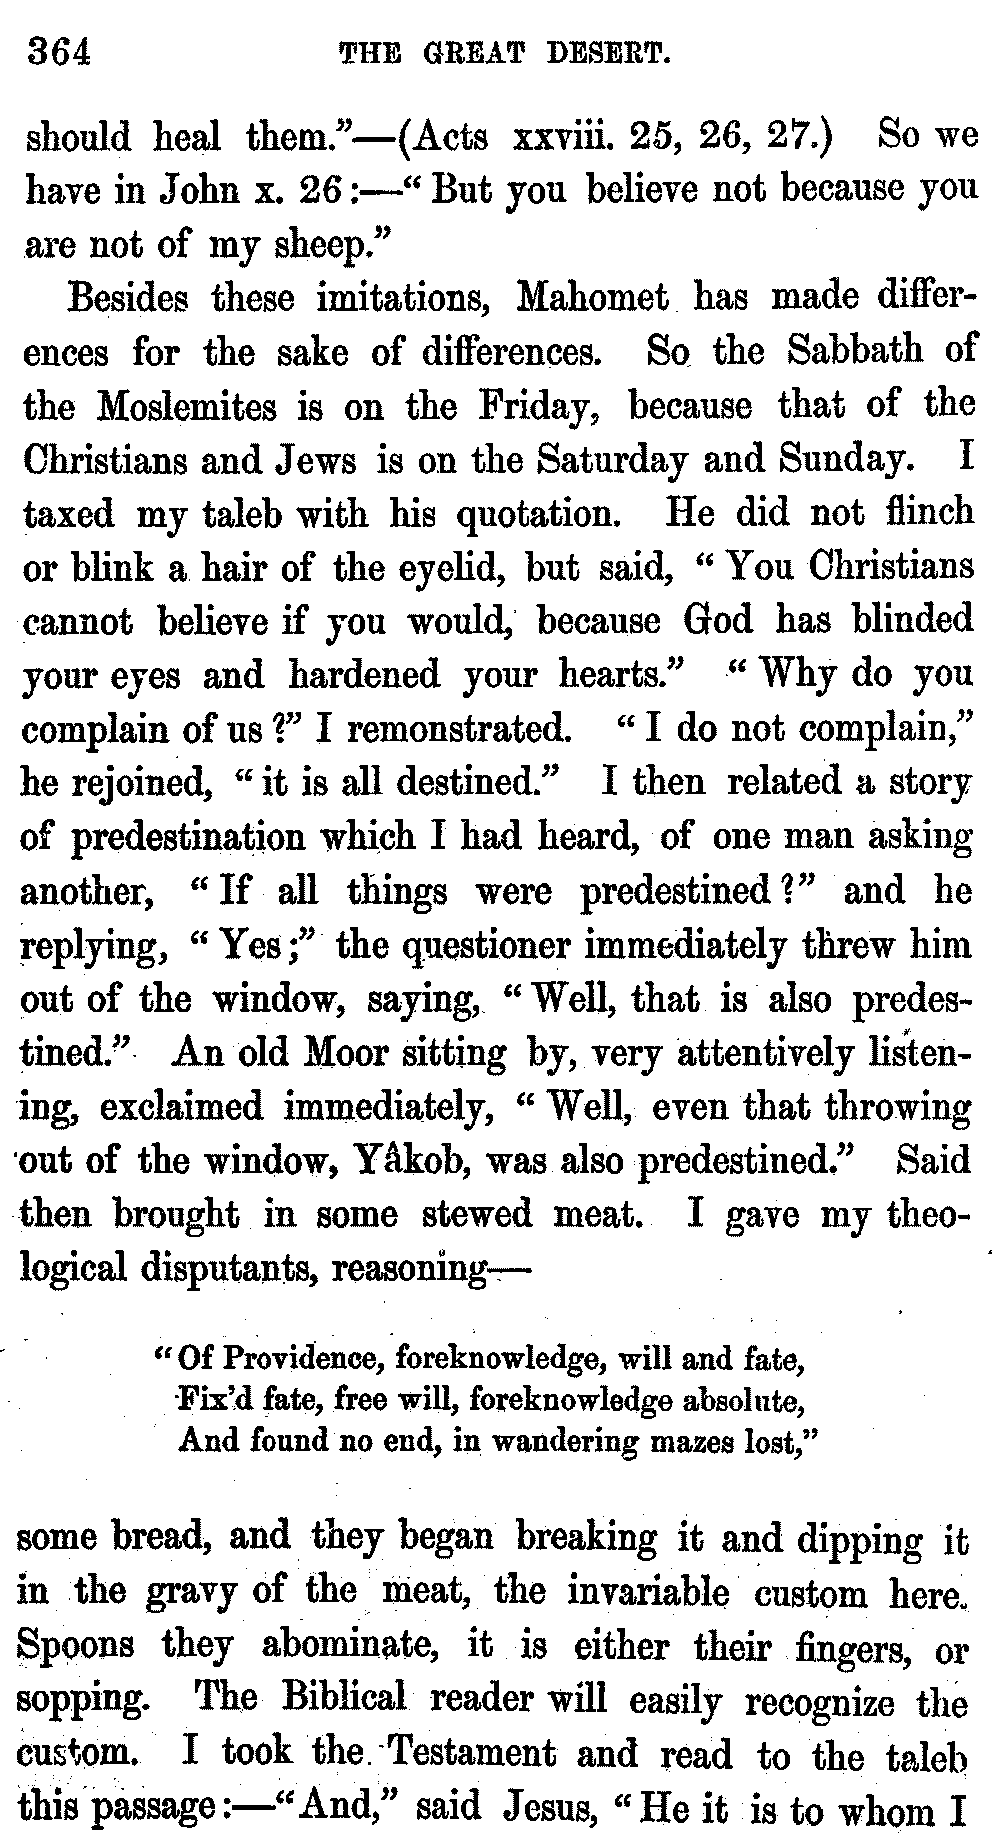 364 THE GREAT DESERT.
should heal them."—(Acts xxviii. 25, 26, 27.) So we
have in John x. 26:—"But you believe not because you
are not of my sheep."
Besides these imitations, Mahomet has made differ-
ences for the sake of differences. So the Sabbath of
the Moslemites is on the Friday, because that of the
Christians and Jews is on the Saturday and Sunday. I
taxed my taleb with his quotation. He did not flinch
or blink a hair of the eyelid, but said, "You Christians
cannot believe if you would, because God has blinded
your eyes and hardened your hearts." "Why do you
complain of us?" I remonstrated. "I do not complain,"
he rejoined, "it is all destined." I then related a story
of predestination which I had heard, of one man asking
another, "If all things were predestined?" and he
replying, "Yes;" the questioner immediately threw him
out of the window, saying, "Well, that is also predes-
tined." An old Moor sitting by, very attentively listen-
ing, exclaimed immediately, "Well, even that throwing
out of the window, Yâkob, was also predestined." Said
then brought in some stewed meat. I gave my theo-
logical disputants, reasoning—
"Of Providence, foreknowledge, will and fate,
Fix'd fate, free will, foreknowledge absolute,
And found no end, in wandering mazes lost,"
some bread, and they began breaking it and dipping it
in the gravy of the meat, the invariable custom here.
Spoons they abominate, it is either their fingers, or
sopping. The Biblical reader will easily recognize the
custom. I took the Testament and read to the taleb
this passage:—"And," said Jesus, "He it is to whom I